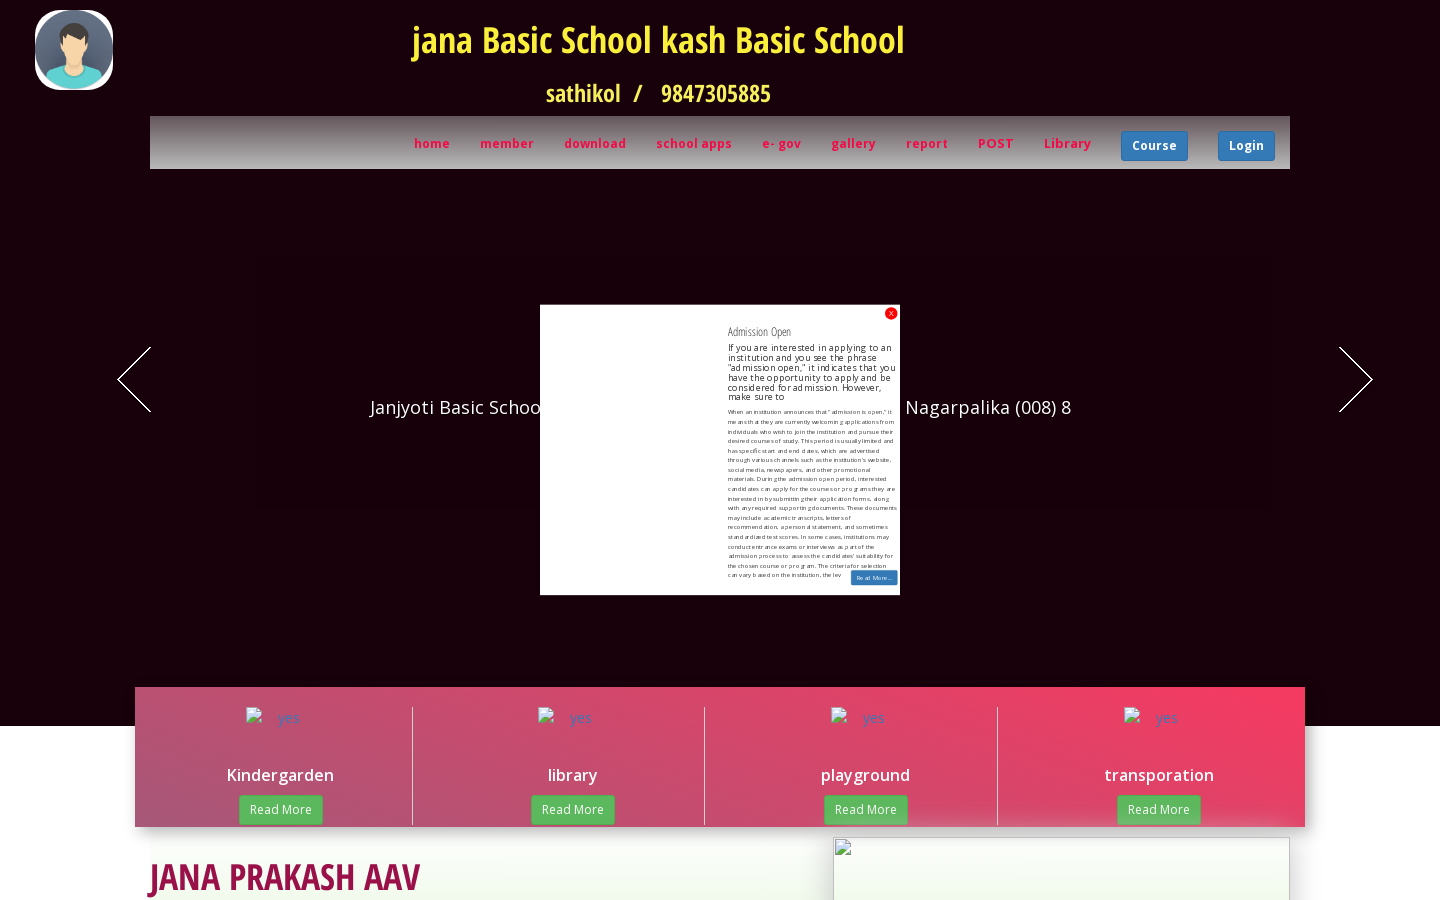 jana Basic School kash Basic School
sathikol / 9847305885
home member download school apps e- gov gallery report POST Library Course Login
X
Admission Open
If you are interested in applying to an
institution and you see the phrase
"admission open," it indicates that you
have the opportunity to apply and be
considered for admission. However,
make sure to
Janjyoti Basic Schoo
Nagarpalika (008) 8
When an institution announces that "admission is open," it
means that they are currently welcoming applications from
individuals who wish to join the institution and pursue their
desired courses of study. This period is usually limited and
has specific start and end dates, which are advertised
through various channels such as the institution's website,
social media, newspapers, and other promotional
materials. During the admission open period, interested
candidates can apply for the courses or programs they are
interested in by submitting their application forms, along
with any required supporting documents. These documents
may include academic transcripts, letters of
recommendation, a personal statement, and sometimes
standardized test scores. In some cases, institutions may
conduct entrance exams or interviews as part of the
admission process to assess the candidates' suitability for
the chosen course or program. The criteria for selection
can vary based on the institution, the lev
Read More...
yes yes yes yes
Kindergarden library playground transporation
Read More Read More Read More Read More
JANA PRAKASH AAV